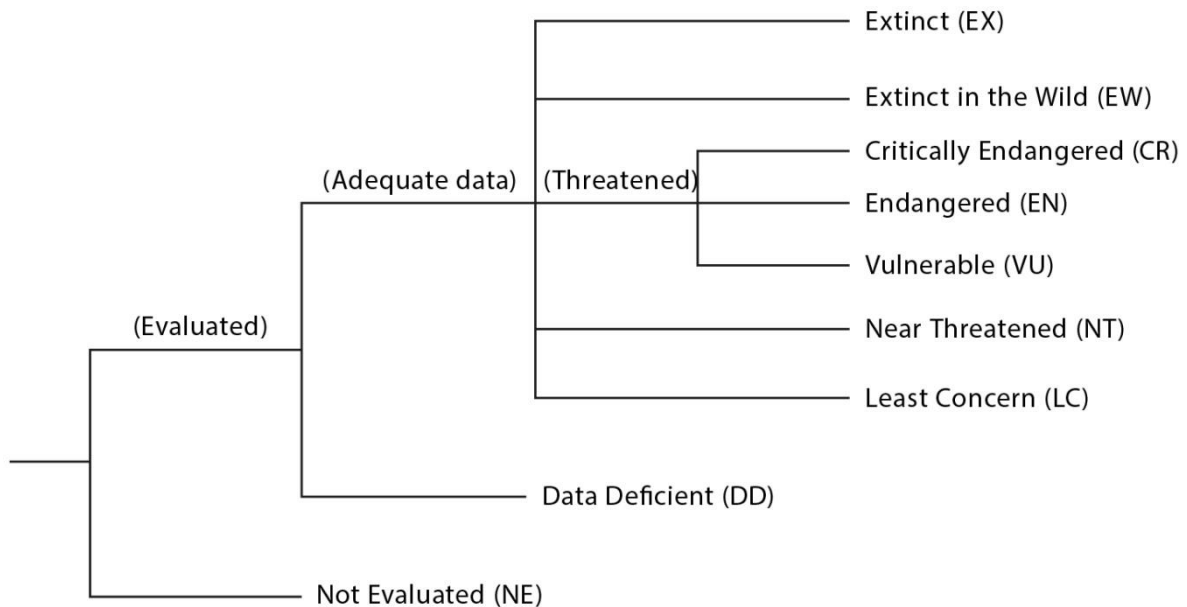 Extinct (EX)
Extinct in the Wild (EW)
Critically Endangered (CR)
(Adequate data)
(Threatened)
Endangered (EN)
Vulnerable (VU)
(Evaluated)
Near Threatened (NT)
Least Concern (LC)
Data Deficient (DD)
Not Evaluated (NE)